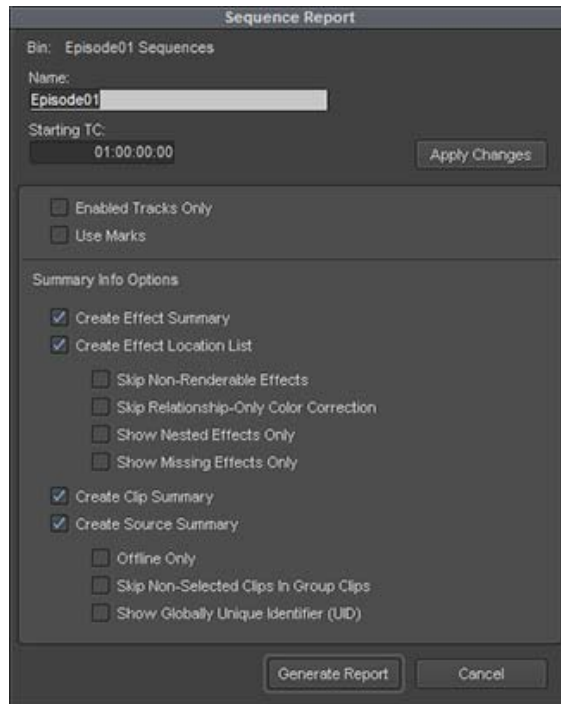 Sequence Report
Bin: Episode01 Sequences
Name:
Episode01
Starting TC:
01:00:00:00
Apply Changes
Enabled Tracks Only
Use Marks
Summary Info Options
Create Effect Summary
Create Effect Location List
Skip Non-Renderable Effects
Skip Relationship-Only Color Correction
Show Nested Effects Only
Show Missing Effects Only
Create Clip Summary
Create Source Summary
Offline Only
Skip Non-Selected Clips In Group Clips
Show Globally Unique Identifier (UID)
Generate Report
Cancel